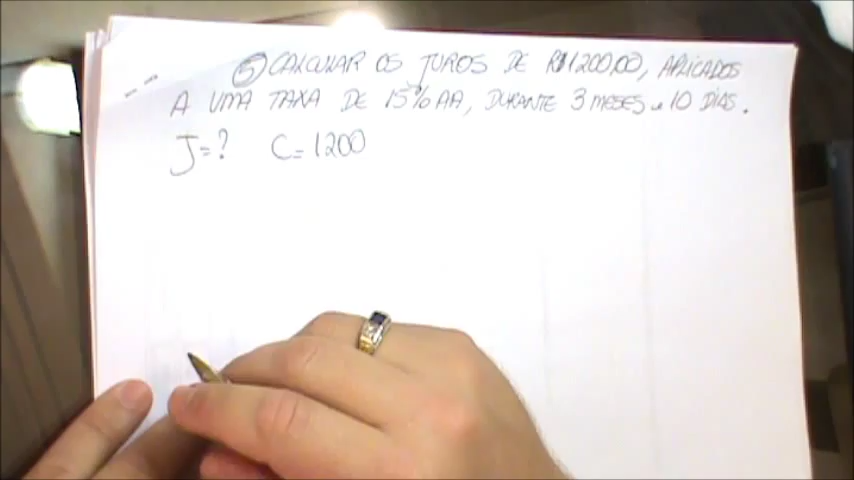 ⑤ CALCULAR OS JUROS DE R$1200,00, APLICADOS
A UMA TAXA DE 15% AA, DURANTE 3 MESES e 10 DIAS.
J=? C=1200